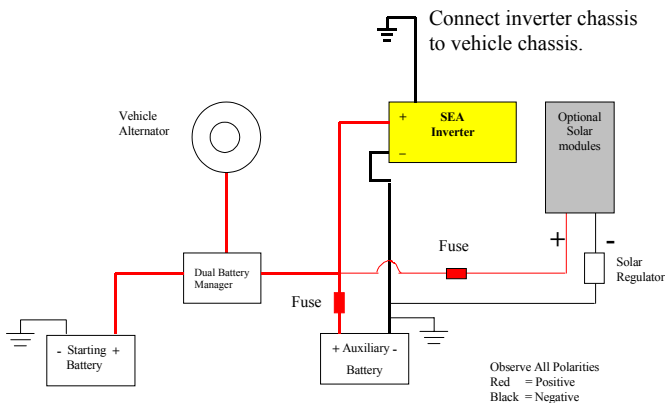 Connect inverter chassis
to vehicle chassis.
Vehicle
Alternator
+ SEA
Inverter
–
Optional
Solar
modules
+ -
Fuse
Solar
Regulator
Dual Battery
Manager
Fuse
- Starting +
Battery
+ Auxiliary -
Battery
Observe All Polarities
Red = Positive
Black = Negative